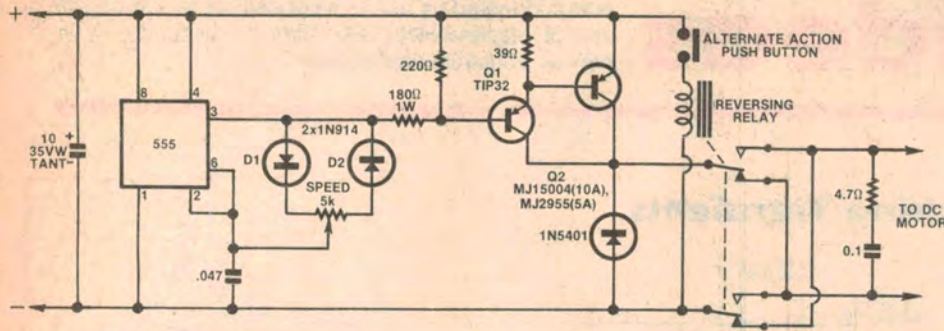 +
ALTERNATE ACTION
PUSH BUTTON
39Ω
220Ω
Q1
TIP32
180Ω
1W
8
4
3
2x1N914
REVERSING
RELAY
10
35VW
TANT
+
-
555
6
D1
D2
SPEED
5k
Q2
MJ15004(10A),
MJ2955(5A)
4.7Ω
TO DC
MOTOR
1
2
1N5401
.047
0.1
-